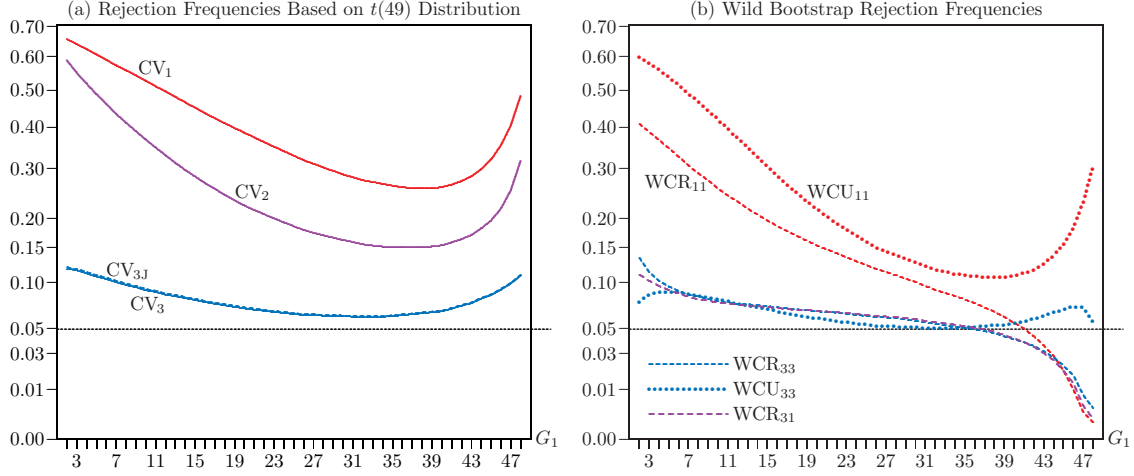 (a) Rejection Frequencies Based on t(49) Distribution
0.70
0.60
0.50
0.40
0.30
0.20
0.15
0.10
0.05
0.03
0.01
0.00
CV₁
CV₂
CV₃J
CV₃
3 7 11 15 19 23 27 31 35 39 43 47
G₁
(b) Wild Bootstrap Rejection Frequencies
0.70
0.60
0.50
0.40
0.30
0.20
0.15
0.10
0.05
0.03
0.01
0.00
WCR₁₁
WCU₁₁
WCR₃₃
WCU₃₃
WCR₃₁
3 7 11 15 19 23 27 31 35 39 43 47
G₁